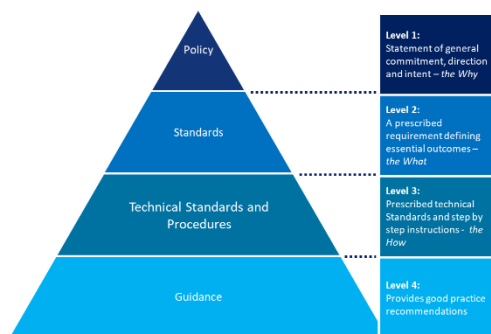 Policy
Level 1:
Statement of general
commitment, direction
and intent – the Why
Standards
Level 2:
A prescribed
requirement defining
essential outcomes –
the What
Technical Standards and
Procedures
Level 3:
Prescribed technical
Standards and step by
step instructions - the
How
Guidance
Level 4:
Provides good practice
recommendations